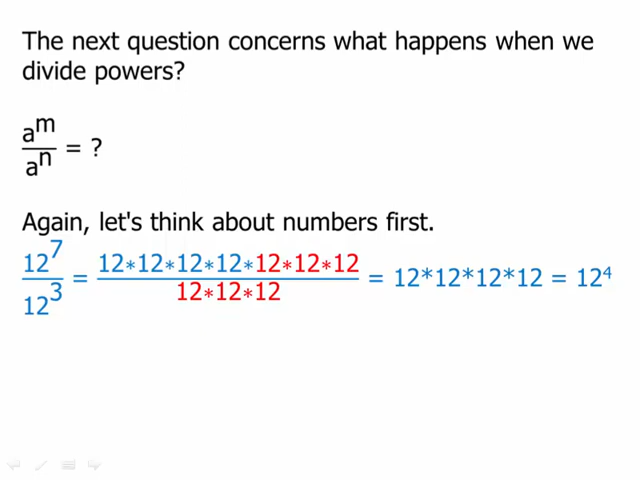 The next question concerns what happens when we
divide powers?
a^m/a^n = ?
Again, let's think about numbers first.
12^7/12^3 = 12*12*12*12*12*12*12/12*12*12 = 12*12*12*12 = 12^4